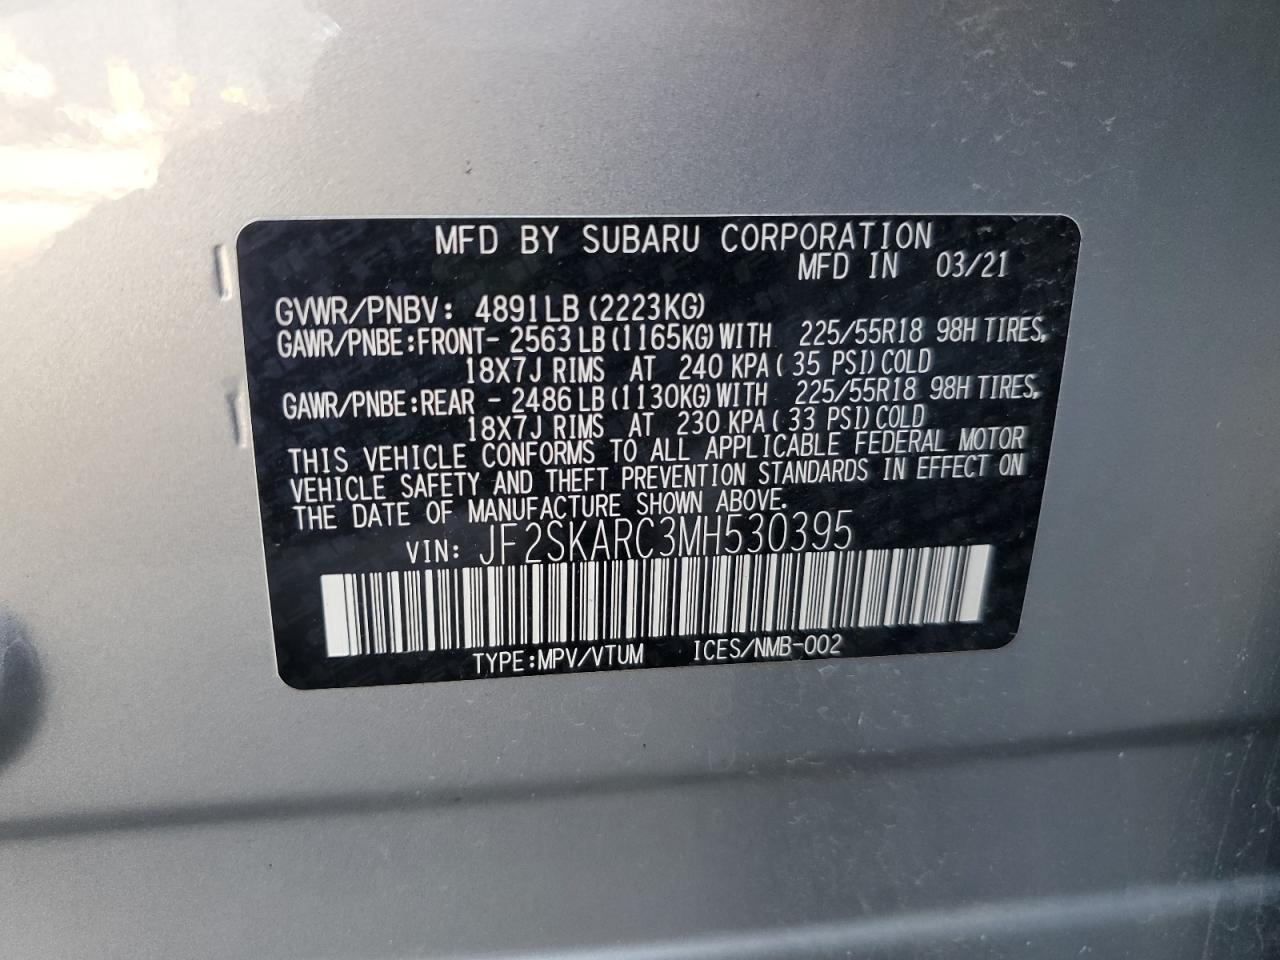 MFD BY SUBARU CORPORATION
MFD IN 03/21
GVWR/PNBV: 4891LB (2223KG)
GAWR/PNBE:FRONT- 2563LB (1165KG) WITH 225/55R18 98H TIRES,
18X7J RIMS AT 240 KPA ( 35 PSI) COLD
GAWR/PNBE:REAR - 2486LB (1130KG) WITH 225/55R18 98H TIRES,
18X7J RIMS AT 230 KPA ( 33 PSI) COLD
THIS VEHICLE CONFORMS TO ALL APPLICABLE FEDERAL MOTOR
VEHICLE SAFETY AND THEFT PREVENTION STANDARDS IN EFFECT ON
THE DATE OF MANUFACTURE SHOWN ABOVE.
VIN: JF2SKARC3MH530395
TYPE:MPV/VTUM ICES/NMB-002